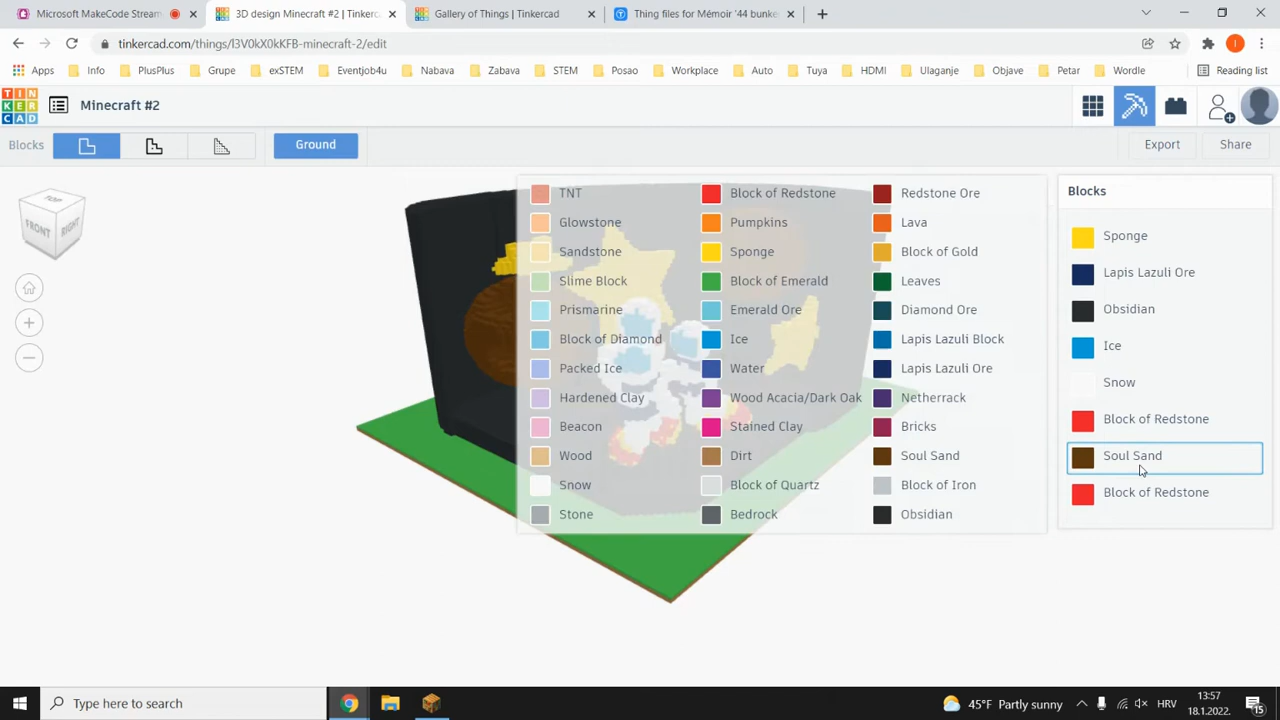 Microsoft MakeCode Stream
3D design Minecraft #2 | Tinkerc
Gallery of Things | Tinkercad
Thing files for Mémoir '44 bunke
tinkercad.com/things/l3V0kX0kKFB-minecraft-2/edit
Apps
Info
PlusPlus
Grupe
exSTEM
Eventjob4u
Nabava
Zabava
STEM
Posao
Workplace
Auto
Tuya
HDMI
Ulaganje
Objave
Petar
Wordle
Reading list
TIN
KER
CAD
Minecraft #2
Blocks
Ground
Export
Share
TOP
FRONT
RIGHT
TNT
Block of Redstone
Redstone Ore
Glowstone
Pumpkins
Lava
Sandstone
Sponge
Block of Gold
Slime Block
Block of Emerald
Leaves
Prismarine
Emerald Ore
Diamond Ore
Block of Diamond
Ice
Lapis Lazuli Block
Packed Ice
Water
Lapis Lazuli Ore
Hardened Clay
Wood Acacia/Dark Oak
Netherrack
Beacon
Stained Clay
Bricks
Wood
Dirt
Soul Sand
Snow
Block of Quartz
Block of Iron
Stone
Bedrock
Obsidian
Blocks
Sponge
Lapis Lazuli Ore
Obsidian
Ice
Snow
Block of Redstone
Soul Sand
Block of Redstone
Type here to search
45°F Partly sunny
HRV
13:57
18.1.2022.
15